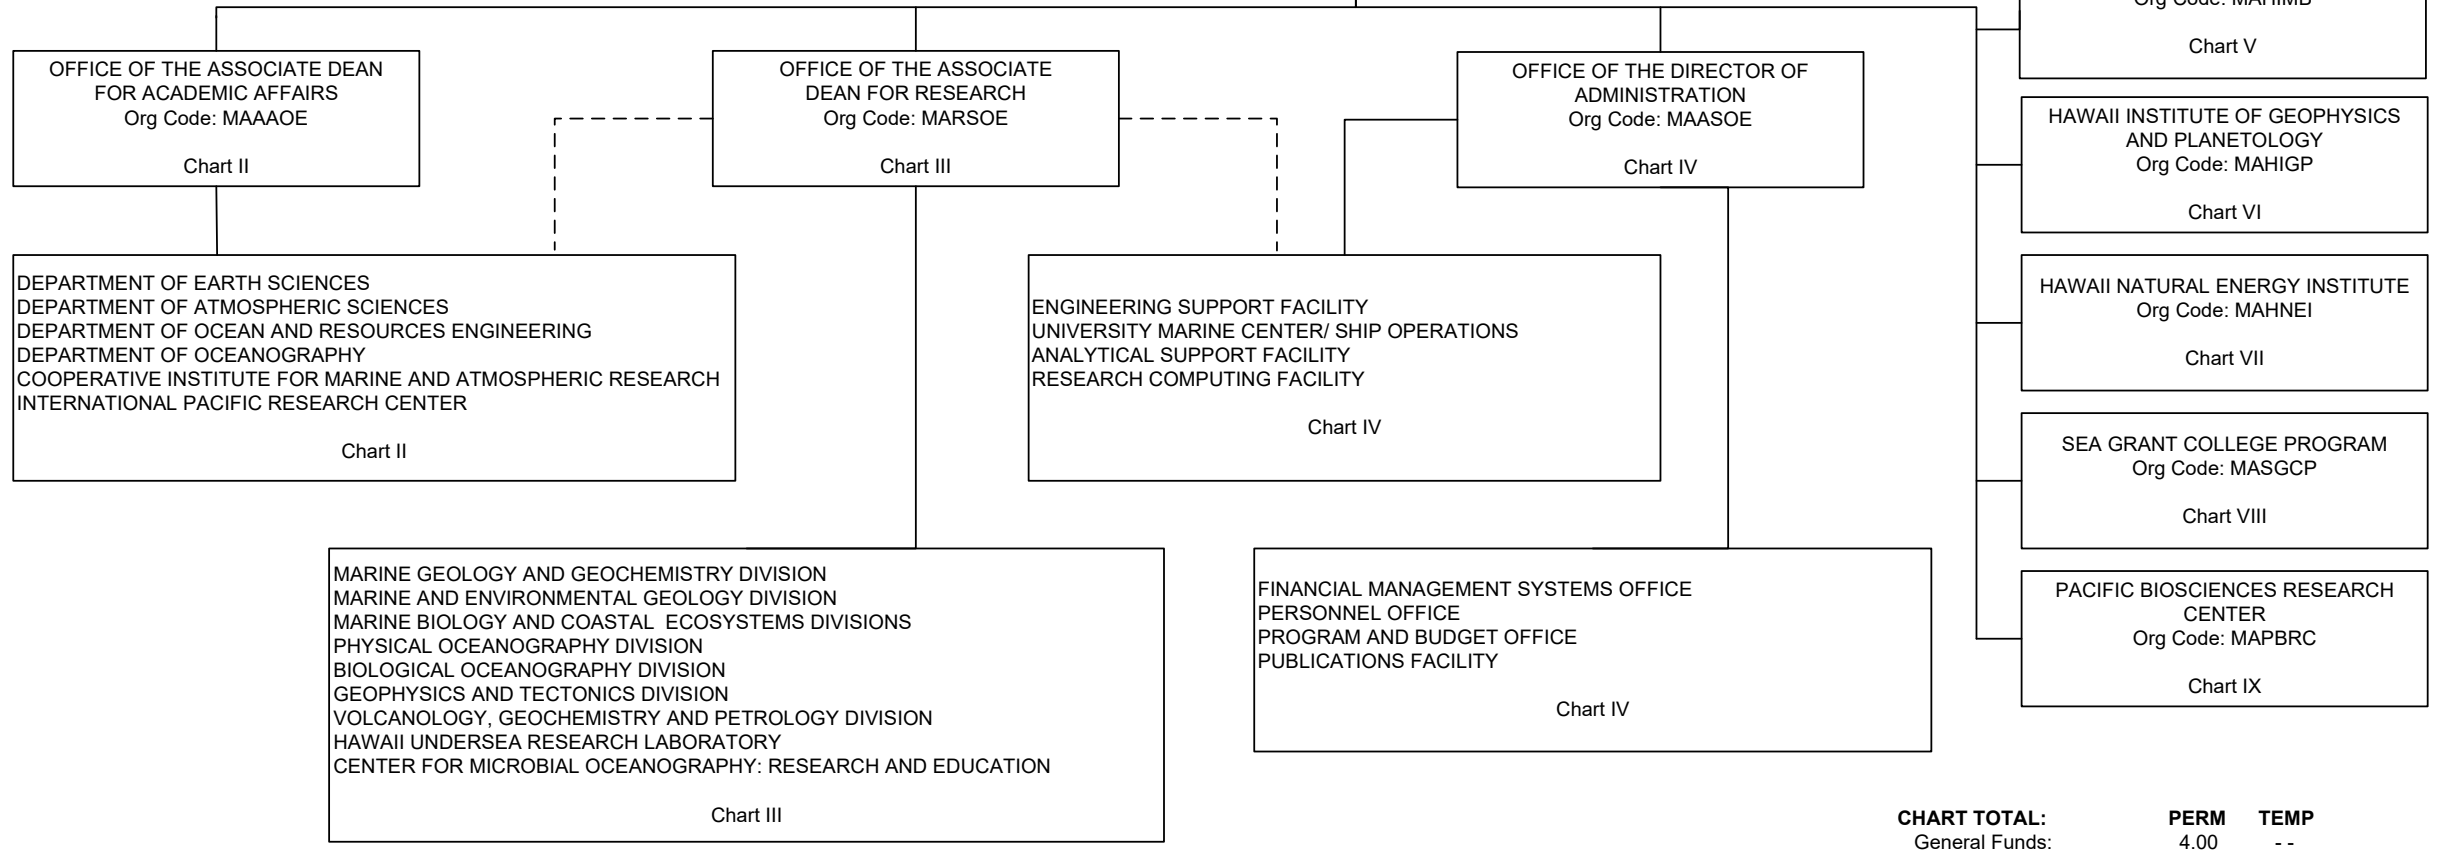 Org Code: MAHIMB
Chart V
OFFICE OF THE ASSOCIATE DEAN
FOR ACADEMIC AFFAIRS
Org Code: MAAAOE
Chart II
OFFICE OF THE ASSOCIATE
DEAN FOR RESEARCH
Org Code: MARSOE
Chart III
OFFICE OF THE DIRECTOR OF
ADMINISTRATION
Org Code: MAASOE
Chart IV
HAWAII INSTITUTE OF GEOPHYSICS
AND PLANETOLOGY
Org Code: MAHIGP
Chart VI
DEPARTMENT OF EARTH SCIENCES
DEPARTMENT OF ATMOSPHERIC SCIENCES
DEPARTMENT OF OCEAN AND RESOURCES ENGINEERING
DEPARTMENT OF OCEANOGRAPHY
COOPERATIVE INSTITUTE FOR MARINE AND ATMOSPHERIC RESEARCH
INTERNATIONAL PACIFIC RESEARCH CENTER
Chart II
ENGINEERING SUPPORT FACILITY
UNIVERSITY MARINE CENTER/ SHIP OPERATIONS
ANALYTICAL SUPPORT FACILITY
RESEARCH COMPUTING FACILITY
Chart IV
HAWAII NATURAL ENERGY INSTITUTE
Org Code: MAHNEI
Chart VII
SEA GRANT COLLEGE PROGRAM
Org Code: MASGCP
Chart VIII
MARINE GEOLOGY AND GEOCHEMISTRY DIVISION
MARINE AND ENVIRONMENTAL GEOLOGY DIVISION
MARINE BIOLOGY AND COASTAL  ECOSYSTEMS DIVISIONS
PHYSICAL OCEANOGRAPHY DIVISION
BIOLOGICAL OCEANOGRAPHY DIVISION
GEOPHYSICS AND TECTONICS DIVISION
VOLCANOLOGY, GEOCHEMISTRY AND PETROLOGY DIVISION
HAWAII UNDERSEA RESEARCH LABORATORY
CENTER FOR MICROBIAL OCEANOGRAPHY: RESEARCH AND EDUCATION
Chart III
FINANCIAL MANAGEMENT SYSTEMS OFFICE
PERSONNEL OFFICE
PROGRAM AND BUDGET OFFICE
PUBLICATIONS FACILITY
Chart IV
PACIFIC BIOSCIENCES RESEARCH
CENTER
Org Code: MAPBRC
Chart IX
CHART TOTAL: PERM TEMP
General Funds: 4.00 - -